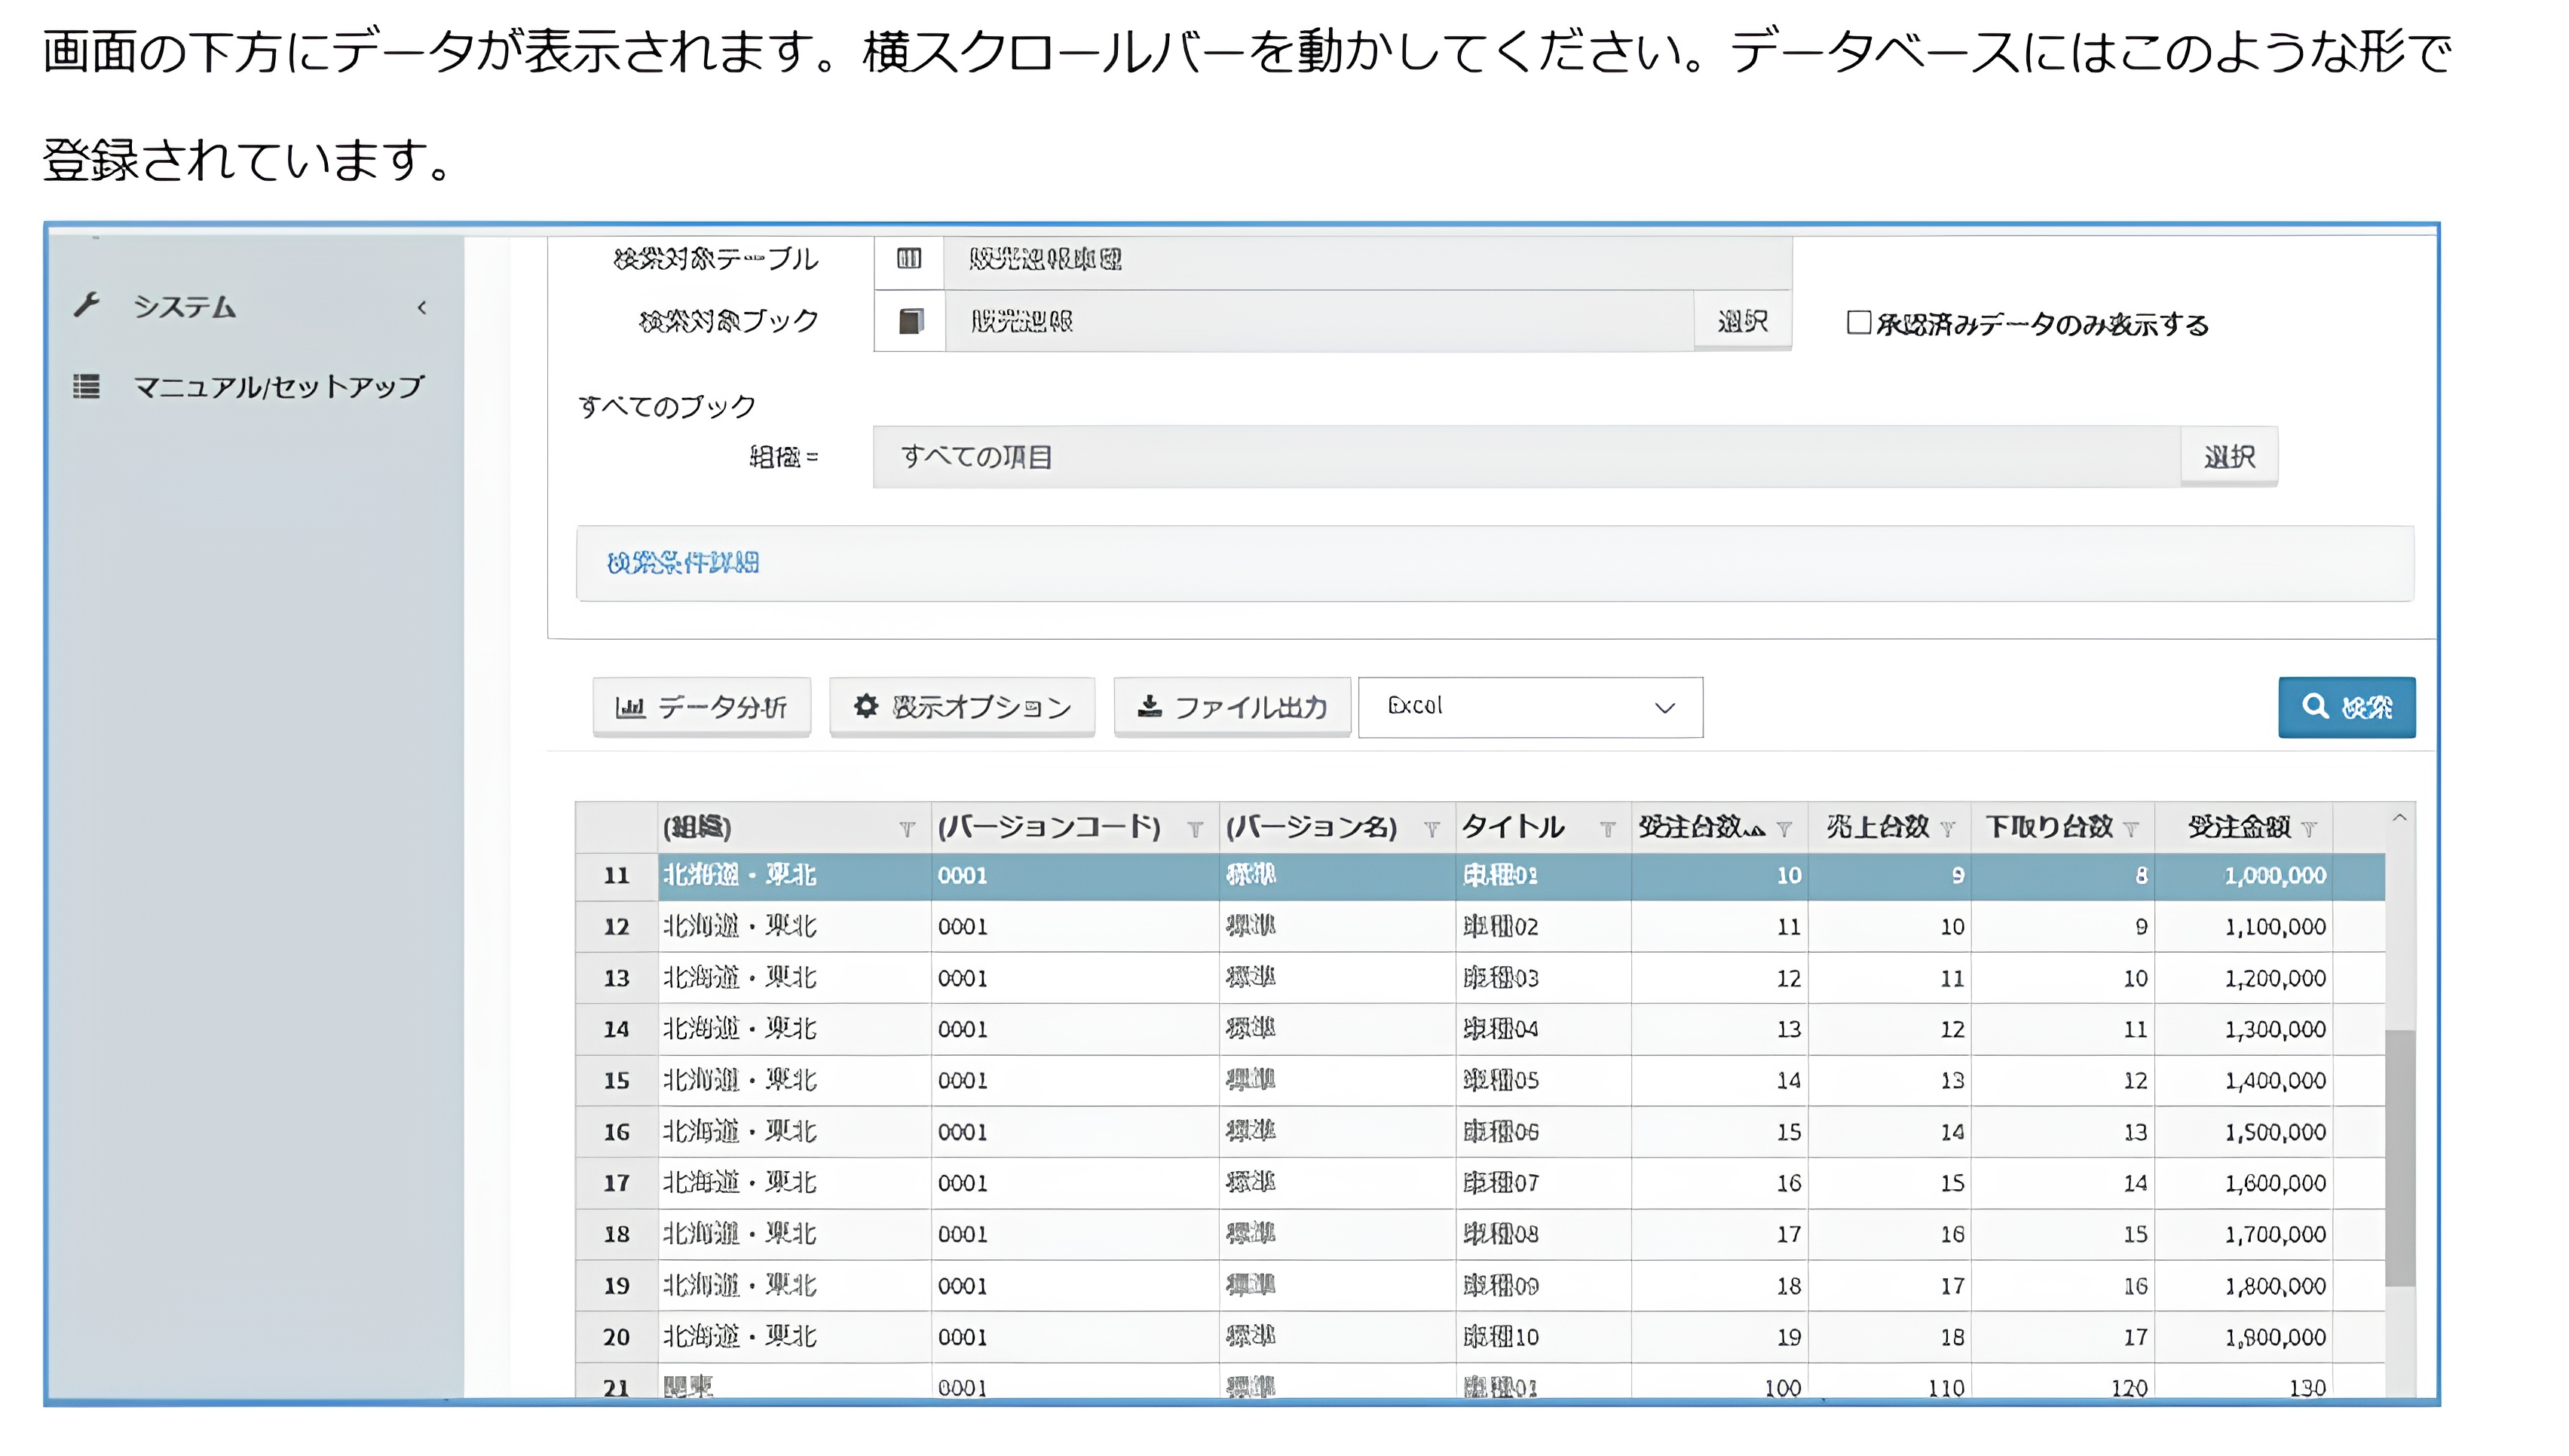 画面の下方にデータが表示されます。横スクロールバーを動かしてください。データベースにはこのような形で
登録されています。
検索対象テーブル
システム
検索対象ブック 選択 承認済みデータのみ表示する
マニュアル/セットアップ
すべてのブック
組織 = すべての項目 選択
検索条件詳細
データ分析 表示オプション ファイル出力 Excel 検索
(組織) (バージョンコード) (バージョン名) タイトル 受注台数 売上台数 下取り台数 受注金額
11 北海道・東北 0001 標準 車種01 10 9 8 1,000,000
12 北海道・東北 0001 標準 車種02 11 10 9 1,100,000
13 北海道・東北 0001 標準 車種03 12 11 10 1,200,000
14 北海道・東北 0001 標準 車種04 13 12 11 1,300,000
15 北海道・東北 0001 標準 車種05 14 13 12 1,400,000
16 北海道・東北 0001 標準 車種06 15 14 13 1,500,000
17 北海道・東北 0001 標準 車種07 16 15 14 1,600,000
18 北海道・東北 0001 標準 車種08 17 16 15 1,700,000
19 北海道・東北 0001 標準 車種09 18 17 16 1,800,000
20 北海道・東北 0001 標準 車種10 19 18 17
21 関東 0001 標準 車種01 100 110 120 130